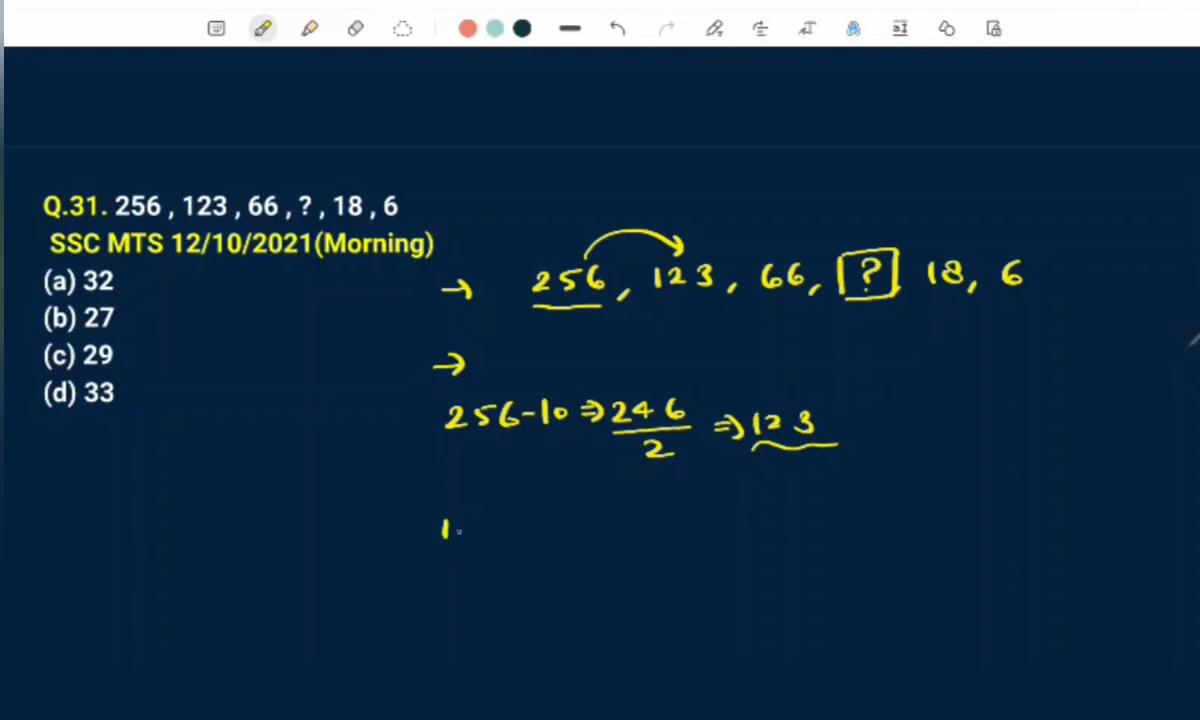 Q.31. 256 , 123 , 66 , ? , 18 , 6
SSC MTS 12/10/2021(Morning)
(a) 32
(b) 27
(c) 29
(d) 33
→ 256, 123, 66, ? 18, 6
→
256-10 ⇒ 246/2 ⇒ 123
1